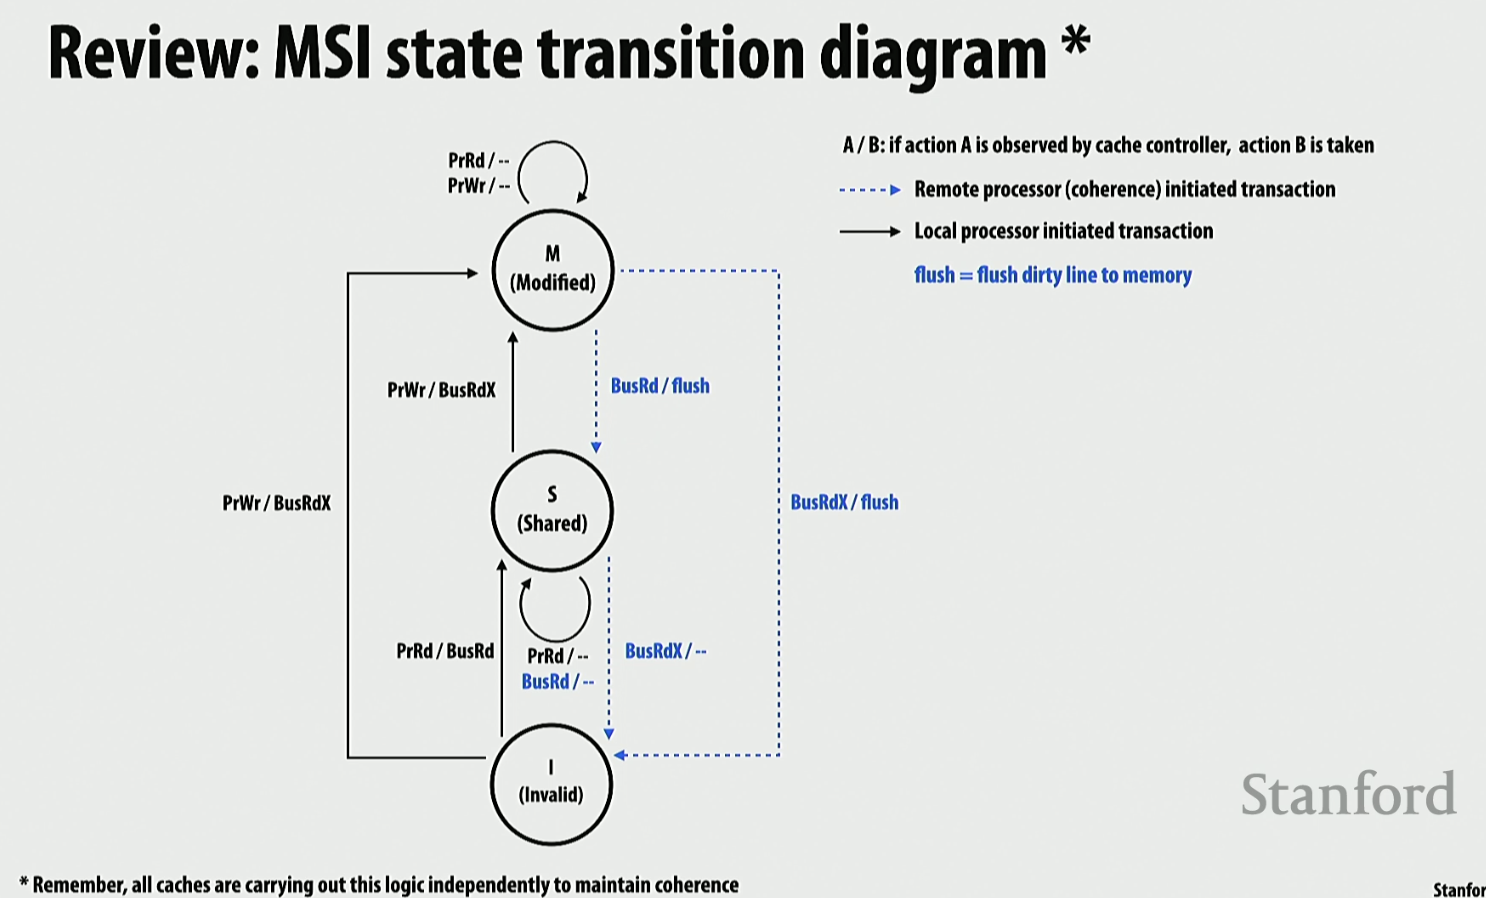 Review: MSI state transition diagram *
A / B: if action A is observed by cache controller, action B is taken
Remote processor (coherence) initiated transaction
Local processor initiated transaction
flush = flush dirty line to memory
PrRd / --
PrWr / --
M
(Modified)
PrWr / BusRdX
BusRd / flush
S
(Shared)
PrWr / BusRdX
BusRdX / flush
PrRd / BusRd
PrRd / --
BusRd / --
BusRdX / --
I
(Invalid)
Stanford
* Remember, all caches are carrying out this logic independently to maintain coherence
Stanfor